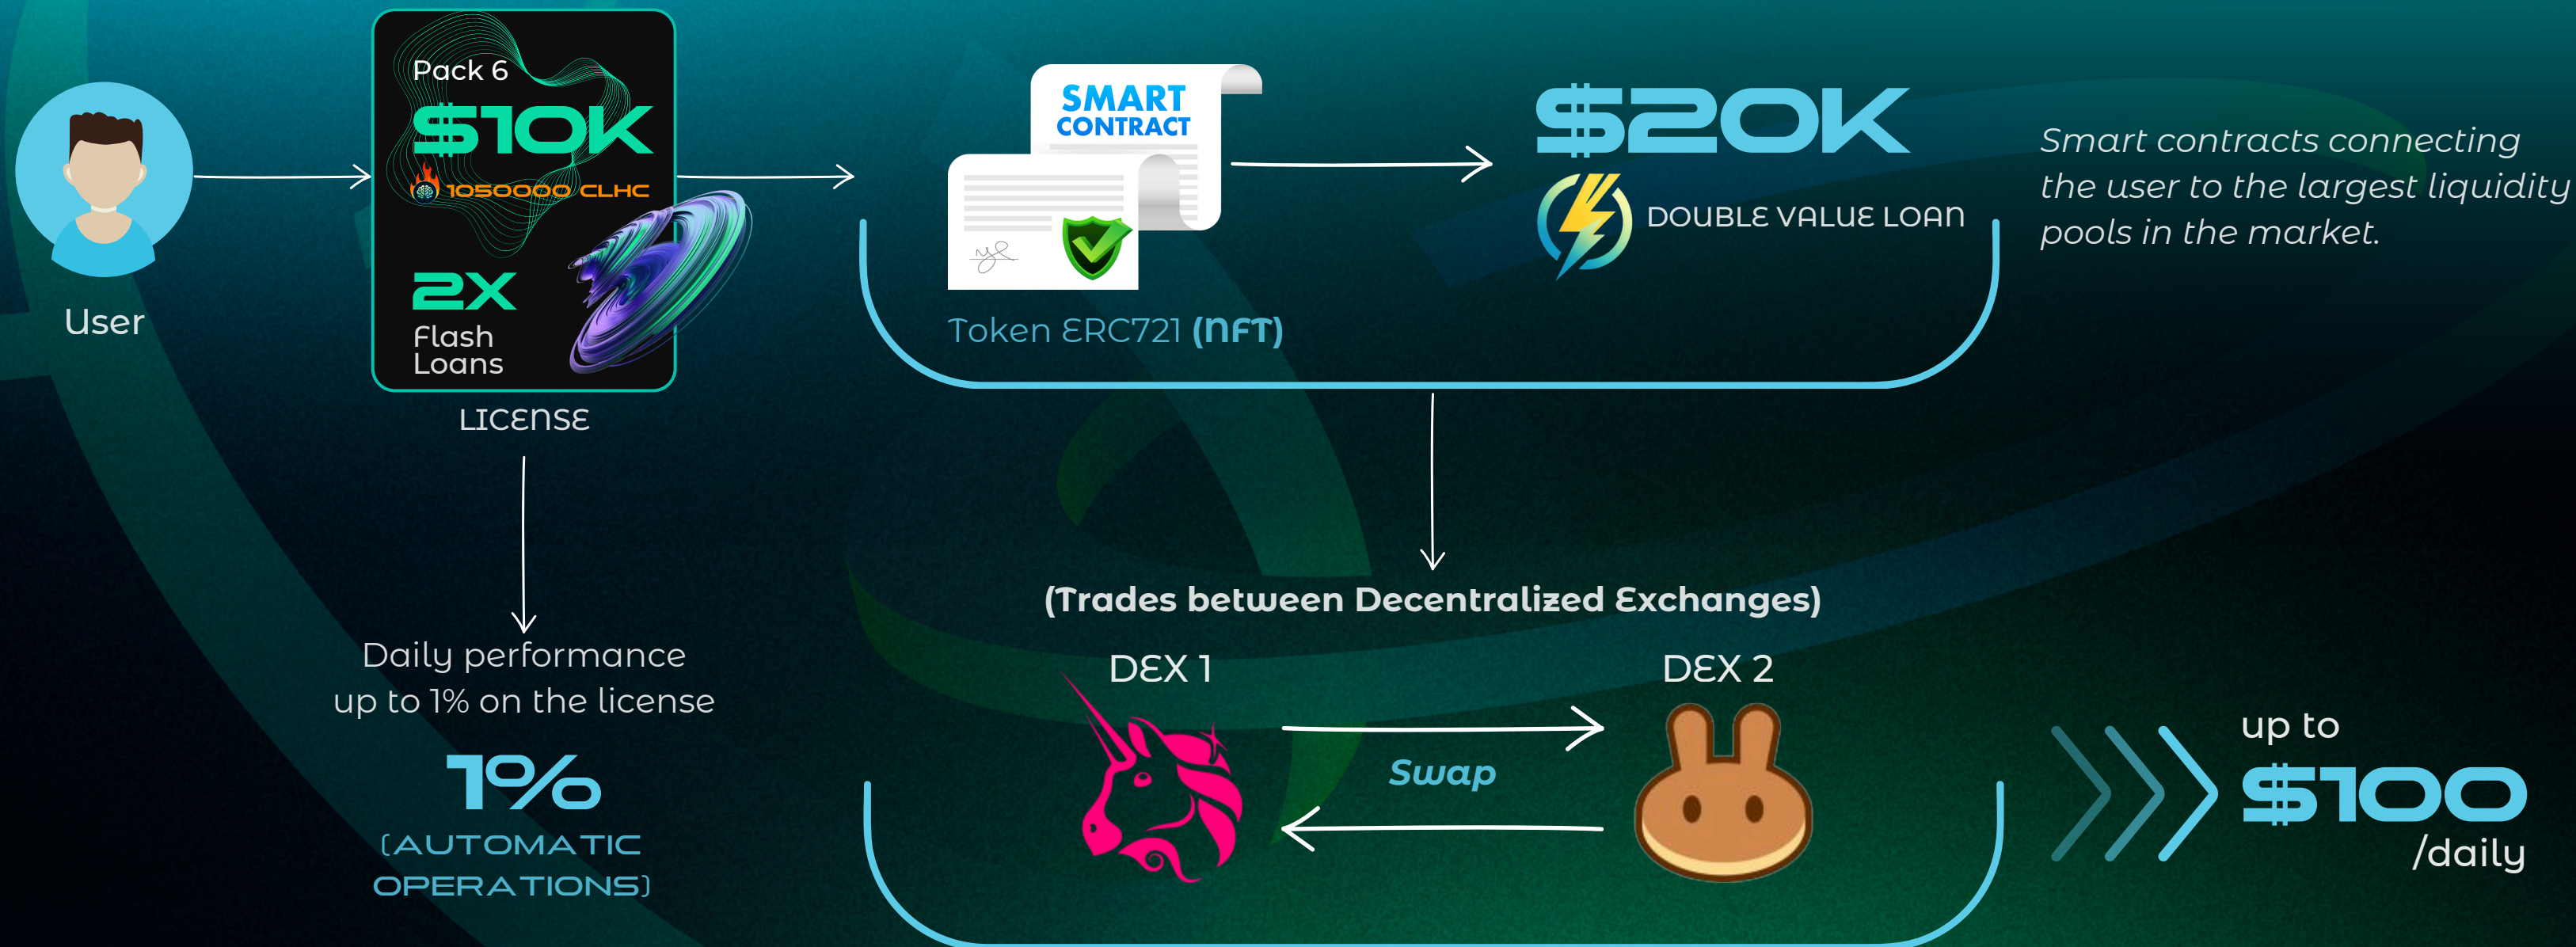 User
Pack 6
$10K
1050000 CLHC
2X
Flash
Loans
LICENSE
SMART
CONTRACT
Token ERC721 (NFT)
$20K
DOUBLE VALUE LOAN
Smart contracts connecting
the user to the largest liquidity
pools in the market.
Daily performance
up to 1% on the license
1%
(AUTOMATIC
OPERATIONS)
(Trades between Decentralized Exchanges)
DEX 1
DEX 2
Swap
up to
$100
/daily